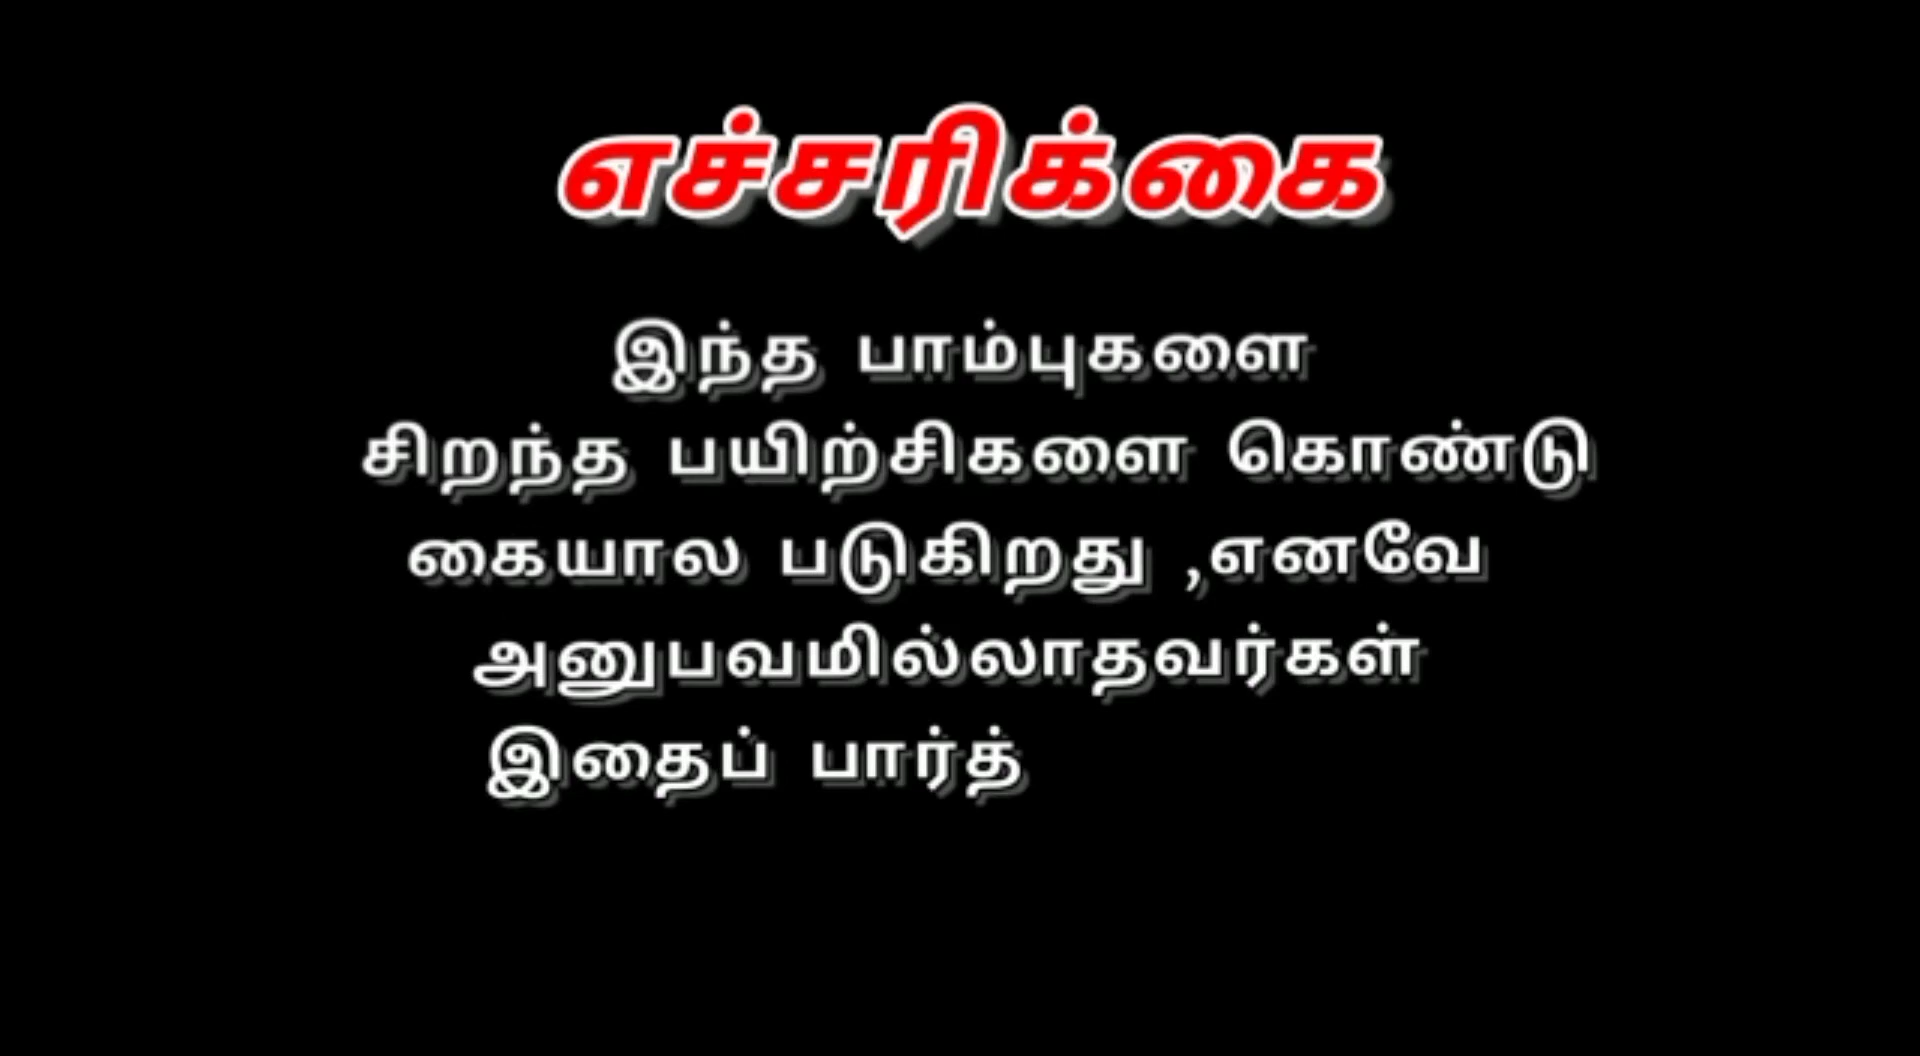 எச்சரிக்கை
இந்த பாம்புகளை
சிறந்த பயிற்சிகளை கொண்டு
கையால படுகிறது ,எனவே
அனுபவமில்லாதவர்கள்
இதைப் பார்த்